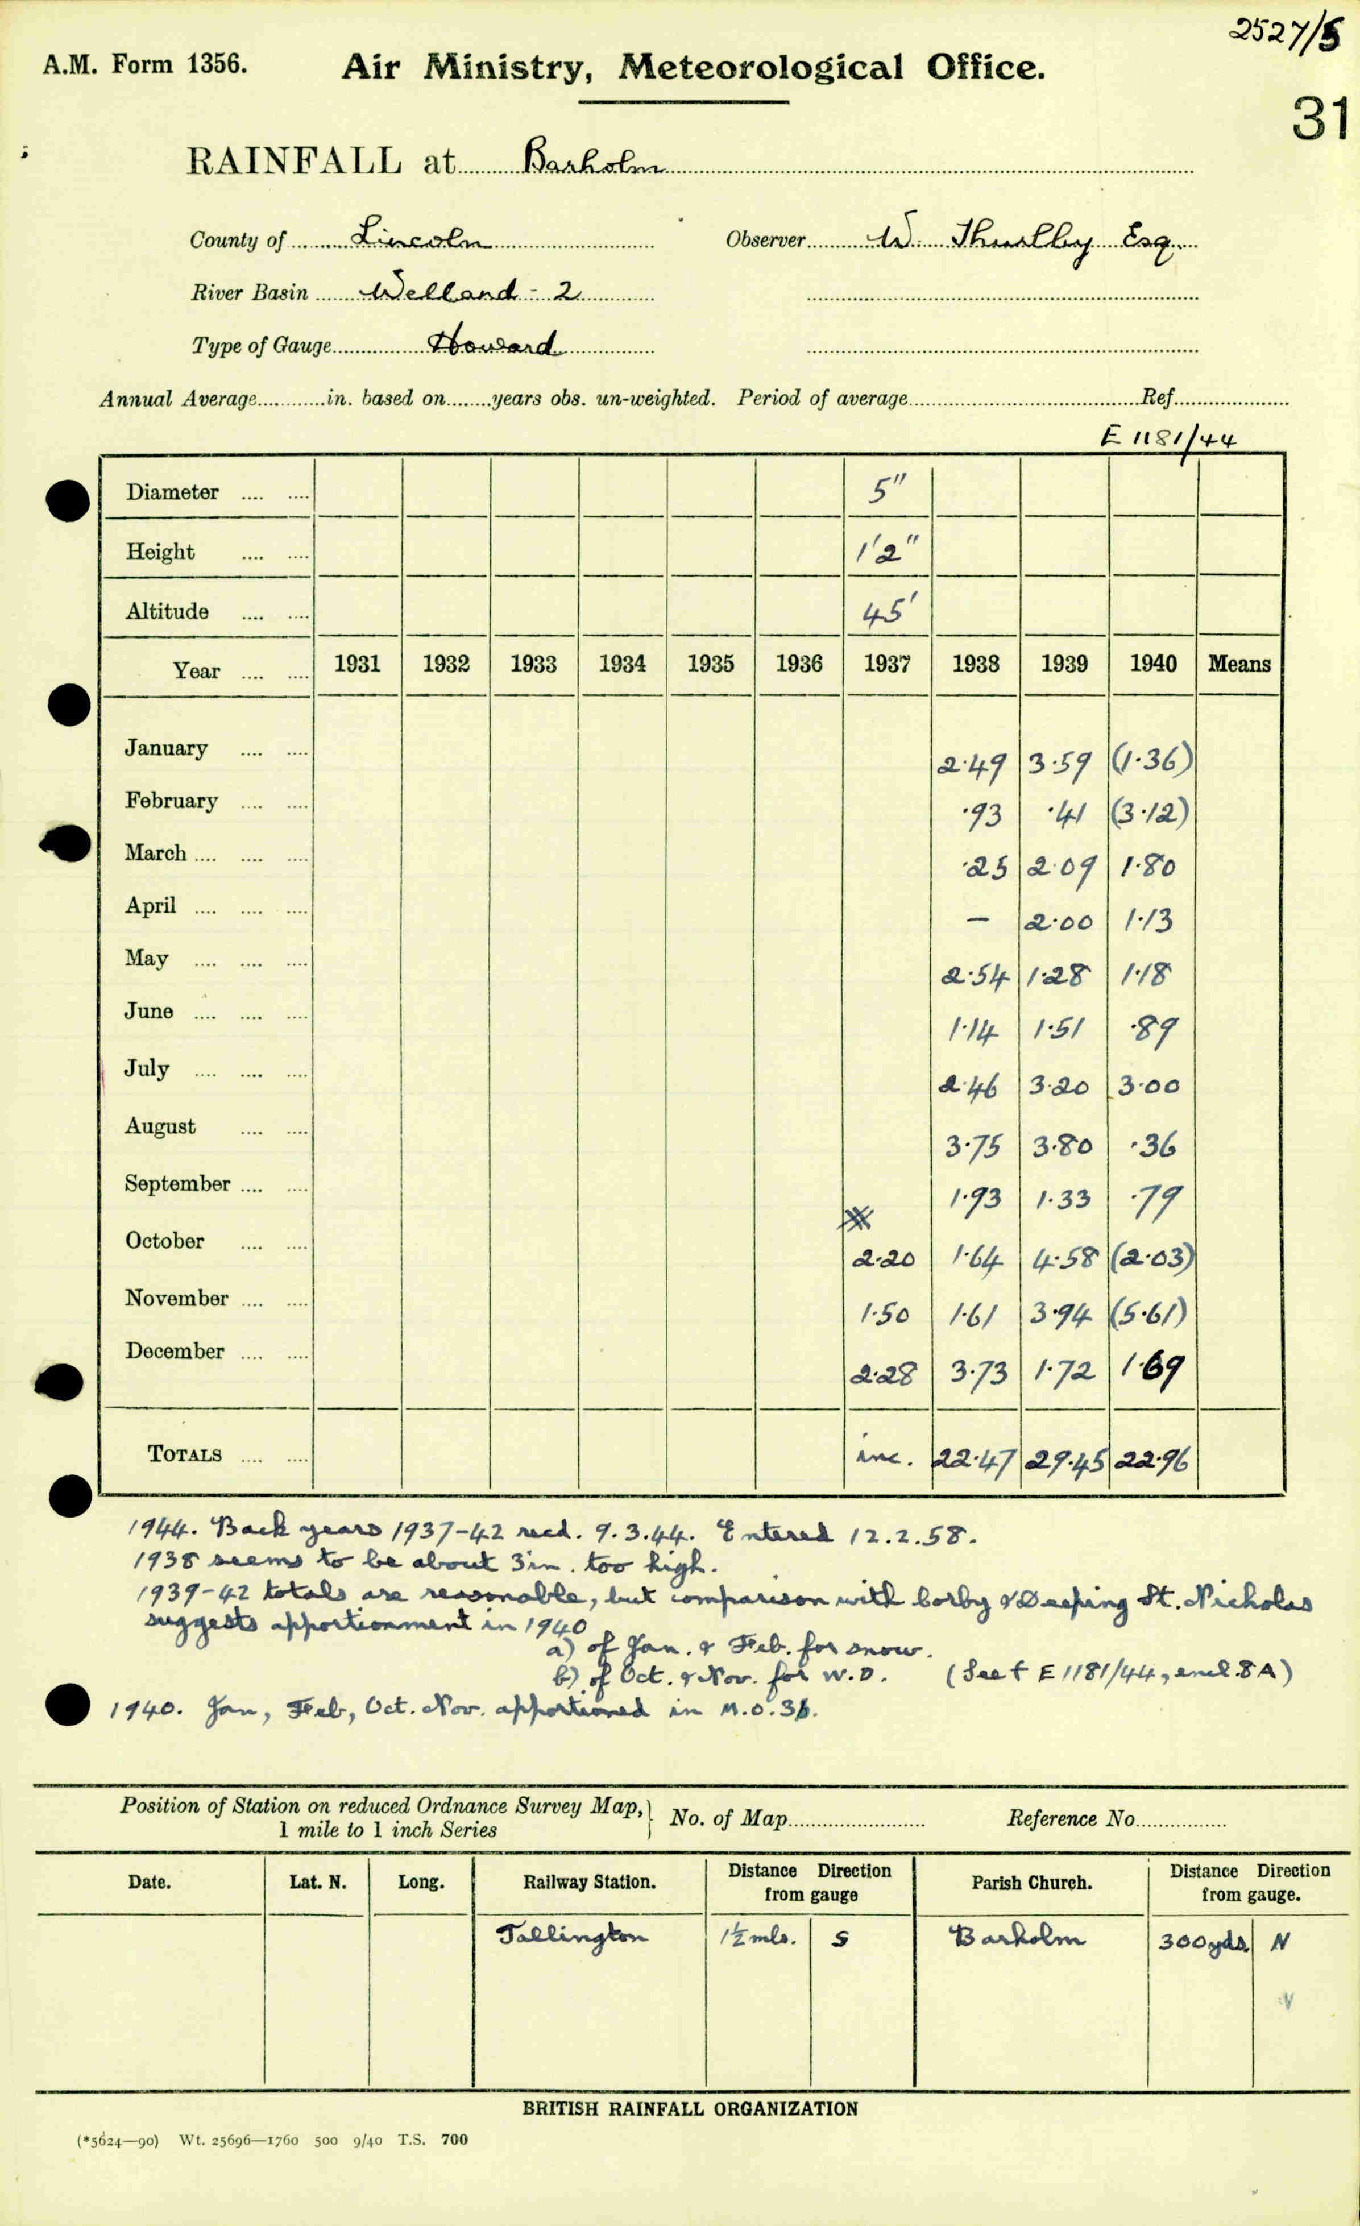 2527/5
A.M. Form 1356. Air Ministry, Meteorological Office.
31
RAINFALL at Barholm
County of Lincoln Observer W. Thurlby Esq.
River Basin Welland - 2
Type of Gauge Howard
Annual Average in. based on years obs. un-weighted. Period of average Ref
E 1181/44
Diameter 5"
Height 1'2"
Altitude 45'
Year 1931 1932 1933 1934 1935 1936 1937 1938 1939 1940 Means
January 2·49 3·59 (1·36)
February ·93 ·41 (3·12)
March ·25 2·09 1·80
April — 2·00 1·13
May 2·54 1·28 1·18
June 1·14 1·51 ·89
July 2·46 3·20 3·00
August 3·75 3·80 ·36
September 1·93 1·33 ·79
October 2·20 1·64 4·58 (2·03)
November 1·50 1·61 3·94 (5·61)
December 2·28 3·73 1·72 1·69
TOTALS inc. 22·47 29·45 22·96
1944. Back years 1937-42 recd. 9.3.44. Entered 12.2.58.
1938 seems to be about 3in. too high.
1939-42 totals are reasonable, but comparison with Corby & Deeping St. Nicholas
suggests apportionment in 1940
a) of Jan. & Feb. for snow.
b) of Oct. & Nov. for W.D. (See f E 1181/44, encl. 8A)
1940. Jan, Feb, Oct. Nov. apportioned in M.O.3b.
Position of Station on reduced Ordnance Survey Map, } No. of Map Reference No
1 mile to 1 inch Series
Date. Lat. N. Long. Railway Station. Distance Direction from gauge Parish Church. Distance Direction from gauge.
Tallington 1½ mls. S Barholm 300yds. N
BRITISH RAINFALL ORGANIZATION
(*5624—90) Wt. 25696—1760 500 9/40 T.S. 700